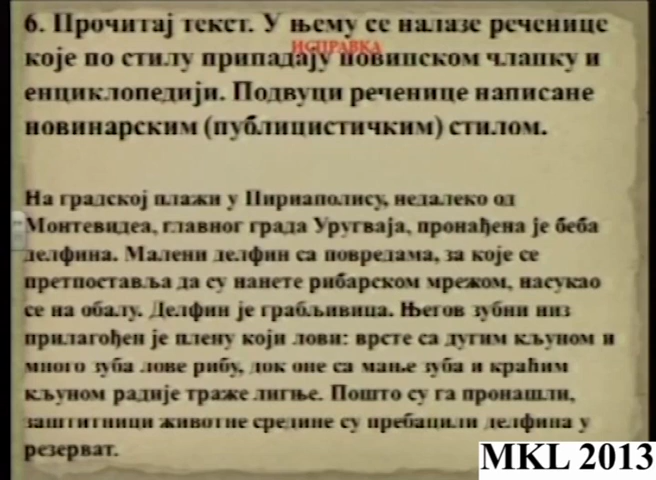 6. Прочитај текст. У њему се налазе реченице
ИСПРАВКА
које по стилу припадају новинском чланку и
енциклопедији. Подвуци реченице написане
новинарским (публицистичким) стилом.
На градској плажи у Пириаполису, недалеко од
Монтевидеа, главног града Уругваја, пронађена је беба
делфина. Малени делфин са повредама, за које се
претпоставља да су нанете рибарском мрежом, насукао
се на обалу. Делфин је грабљивица. Његов зубни низ
прилагођен је плену који лови: врсте са дугим кљуном и
много зуба лове рибу, док оне са мање зуба и краћим
кљуном радије траже лигње. Пошто су га пронашли,
заштитници животне средине су пребацили делфина у
резерват.
MKL 2013